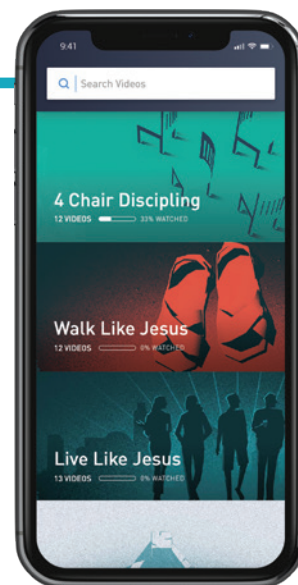 9:41
Search Videos
4 Chair Discipling
12 VIDEOS 33% WATCHED
Walk Like Jesus
12 VIDEOS 0% WATCHED
Live Like Jesus
13 VIDEOS 0% WATCHED